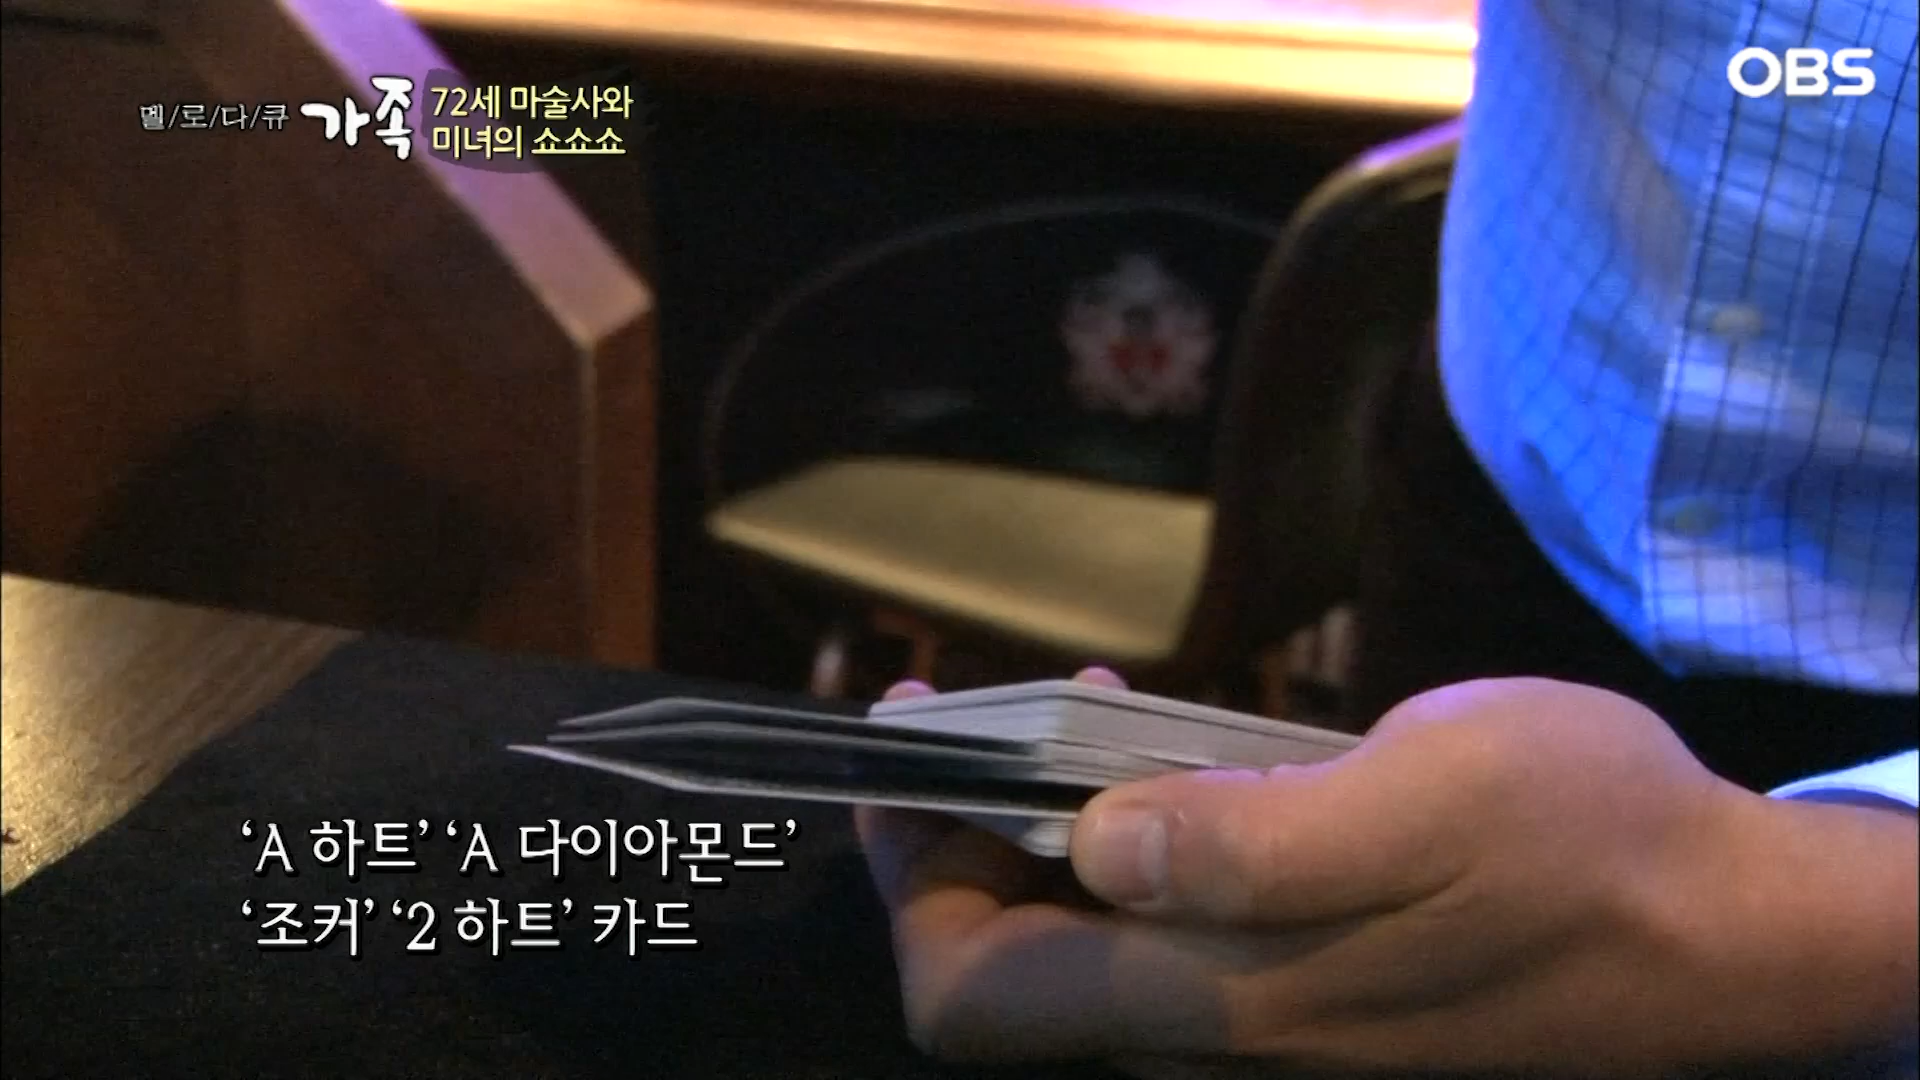 멜/로/다/큐 가족
72세 마술사와
미녀의 쇼쇼쇼
OBS
‘A 하트’ ‘A 다이아몬드’
‘조커’ ‘2 하트’ 카드